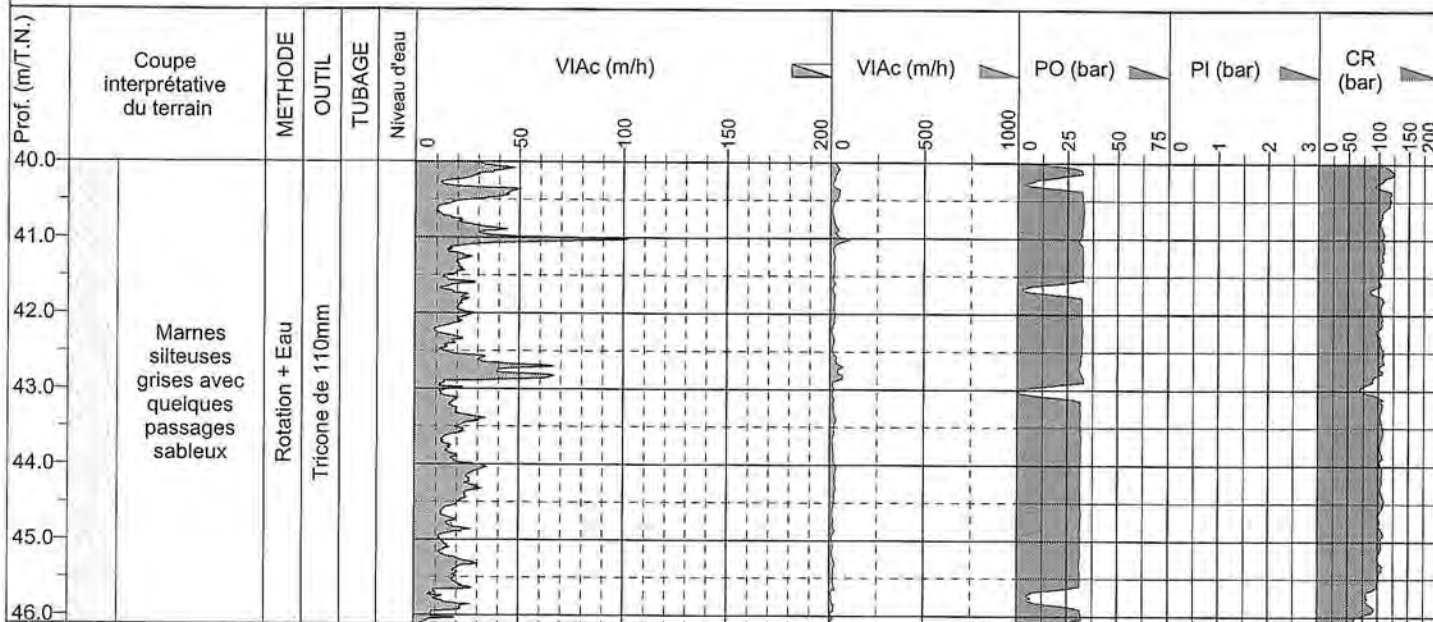 Prof. (m/T.N.)
Coupe
interprétative
du terrain
METHODE
OUTIL
TUBAGE
Niveau d'eau
VIAc (m/h)
VIAc (m/h)
PO (bar)
PI (bar)
CR
(bar)
0 50 100 150 200
0 500 1000
0 25 50 75
0 1 2 3
0 50 100 150 200
40.0
41.0
42.0
43.0
44.0
45.0
46.0
Marnes
silteuses
grises avec
quelques
passages
sableux
Rotation + Eau
Tricone de 110mm